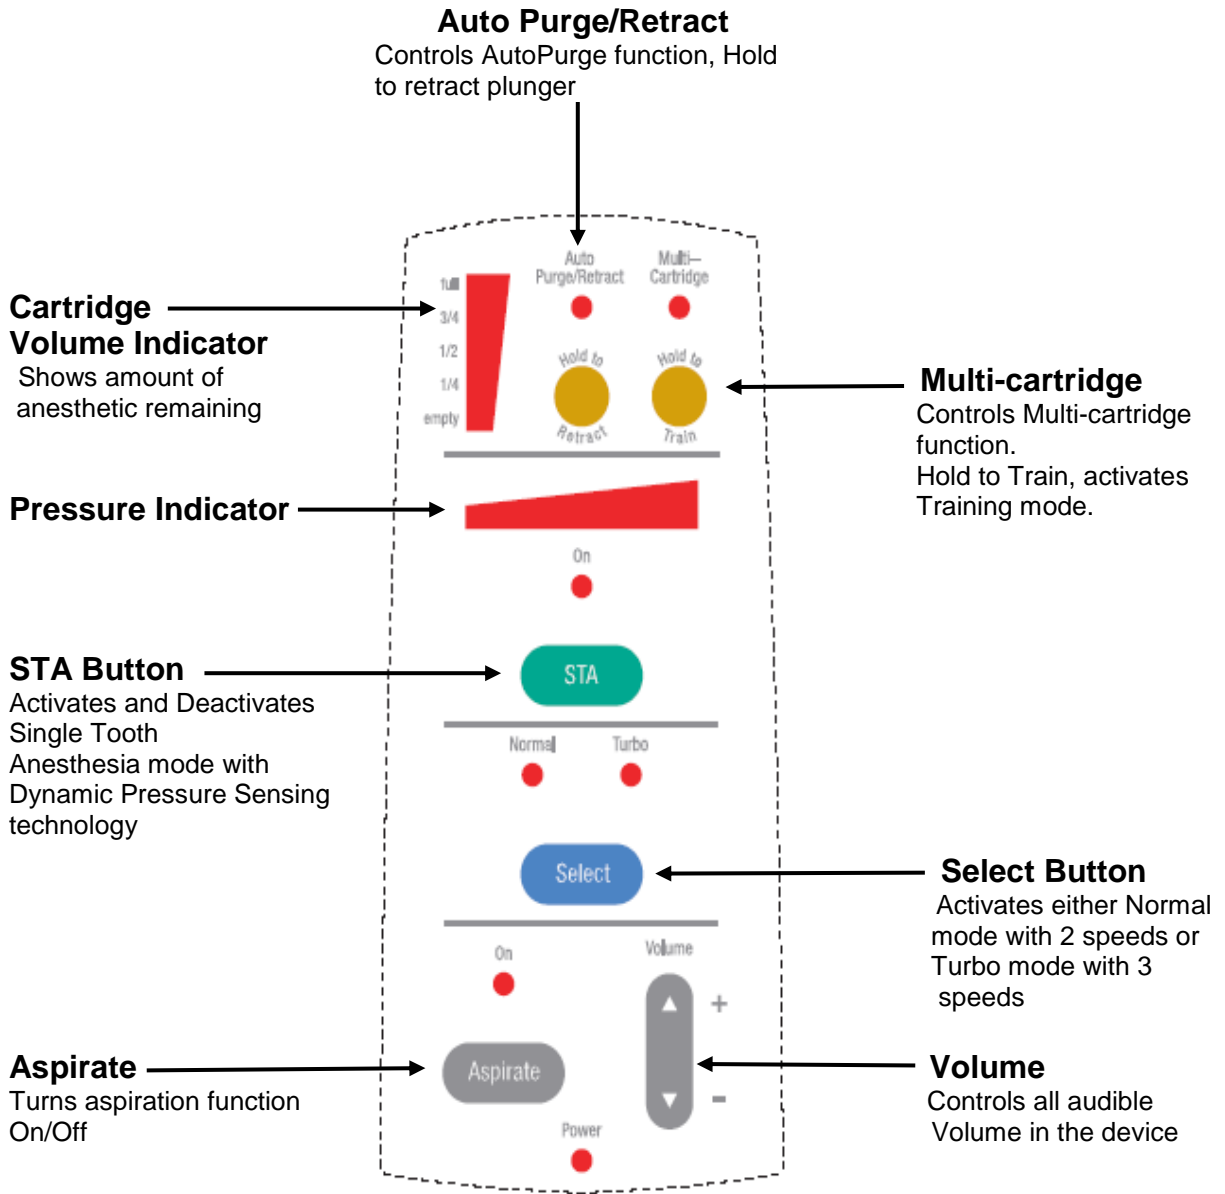 Auto Purge/Retract
Controls AutoPurge function, Hold
to retract plunger
Auto
Purge/Retract
Multi–
Cartridge
full
3/4
1/2
1/4
empty
Hold to
Retract
Hold to
Train
Cartridge
Volume Indicator
Shows amount of
anesthetic remaining
Multi-cartridge
Controls Multi-cartridge
function.
Hold to Train, activates
Training mode.
Pressure Indicator
On
STA
STA Button
Activates and Deactivates
Single Tooth
Anesthesia mode with
Dynamic Pressure Sensing
technology
Normal
Turbo
Select
Select Button
Activates either Normal
mode with 2 speeds or
Turbo mode with 3
speeds
On
Volume
+
–
Aspirate
Aspirate
Turns aspiration function
On/Off
Volume
Controls all audible
Volume in the device
Power